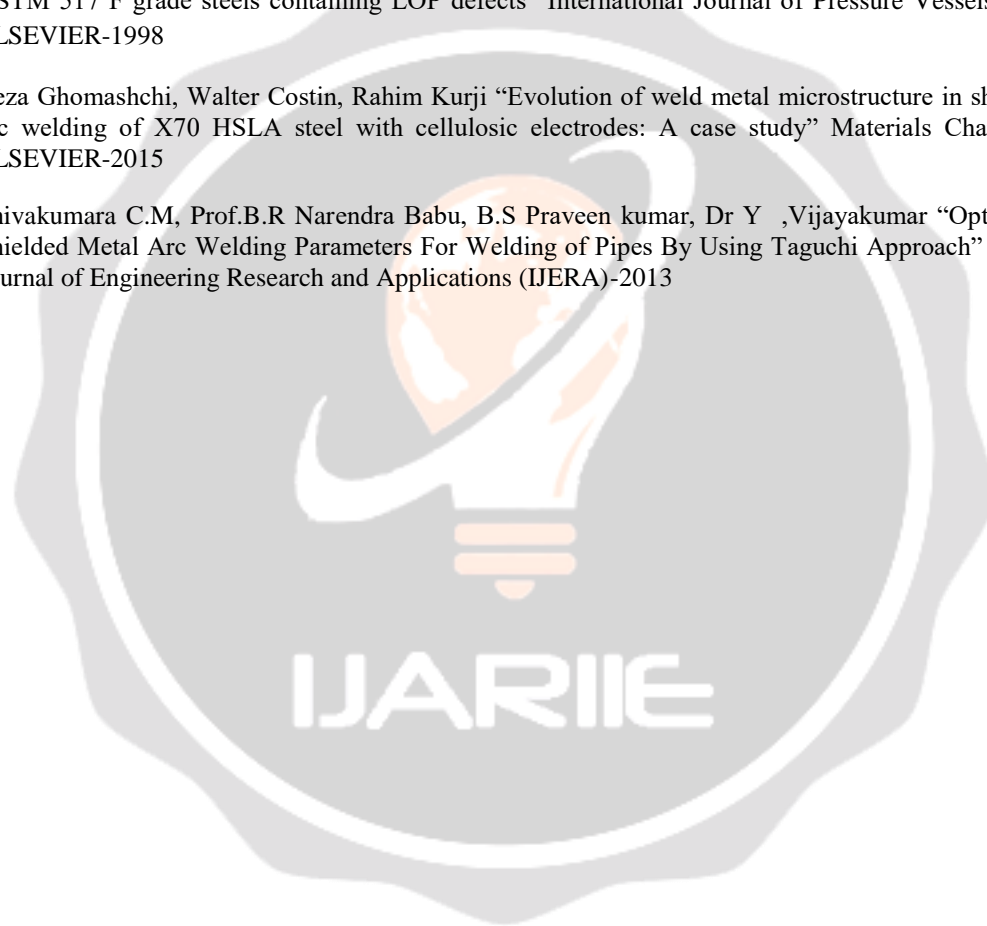 STM 517 F grade steels containing LOP defects" International Journal of Pressure Vessels
LSEVIER-1998
eza Ghomashchi, Walter Costin, Rahim Kurji “Evolution of weld metal microstructure in sh
c welding of X70 HSLA steel with cellulosic electrodes: A case study” Materials Cha
LSEVIER-2015
hivakumara C.M, Prof.B.R Narendra Babu, B.S Praveen kumar, Dr Y ,Vijayakumar “Opt
hielded Metal Arc Welding Parameters For Welding of Pipes By Using Taguchi Approach”
urnal of Engineering Research and Applications (IJERA)-2013
IJARIIE